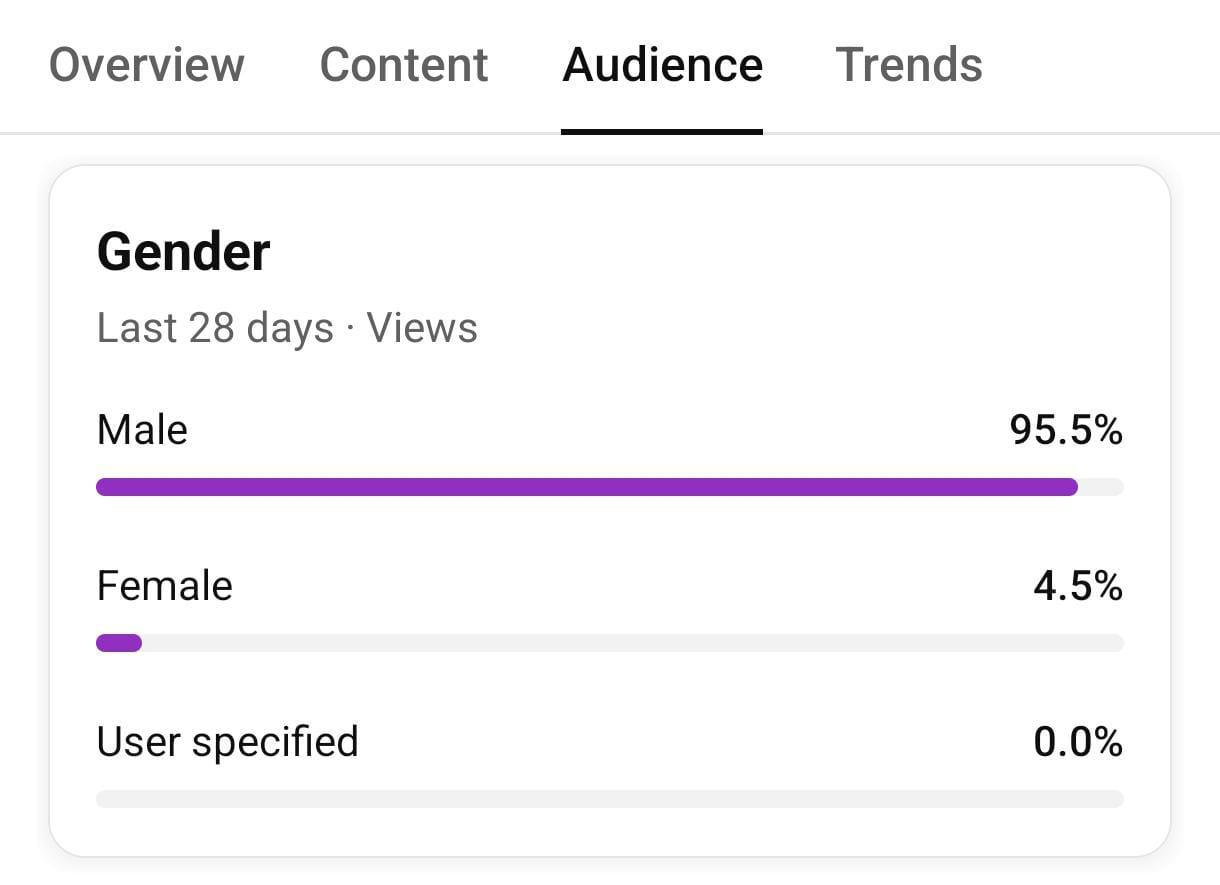 Overview Content Audience Trends
Gender
Last 28 days · Views
Male 95.5%
Female 4.5%
User specified 0.0%